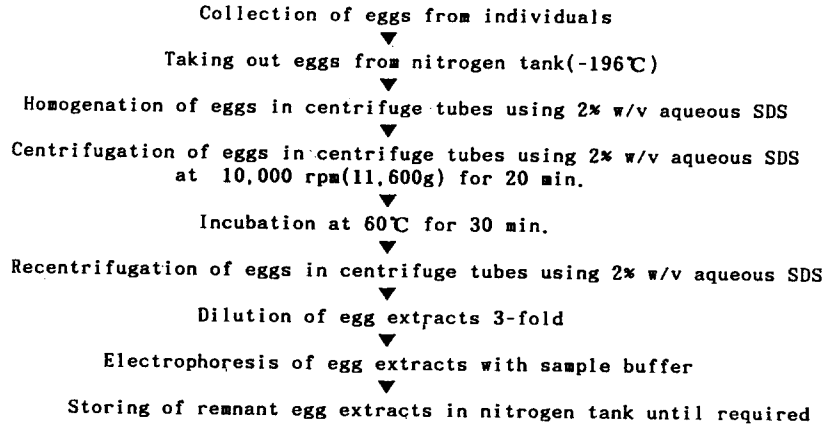 Collection of eggs from individuals
Taking out eggs from nitrogen tank(-196℃)
Homogenation of eggs in centrifuge tubes using 2% w/v aqueous SDS
Centrifugation of eggs in centrifuge tubes using 2% w/v aqueous SDS
at 10,000 rpm(11,600g) for 20 min.
Incubation at 60℃ for 30 min.
Recentrifugation of eggs in centrifuge tubes using 2% w/v aqueous SDS
Dilution of egg extracts 3-fold
Electrophoresis of egg extracts with sample buffer
Storing of remnant egg extracts in nitrogen tank until required